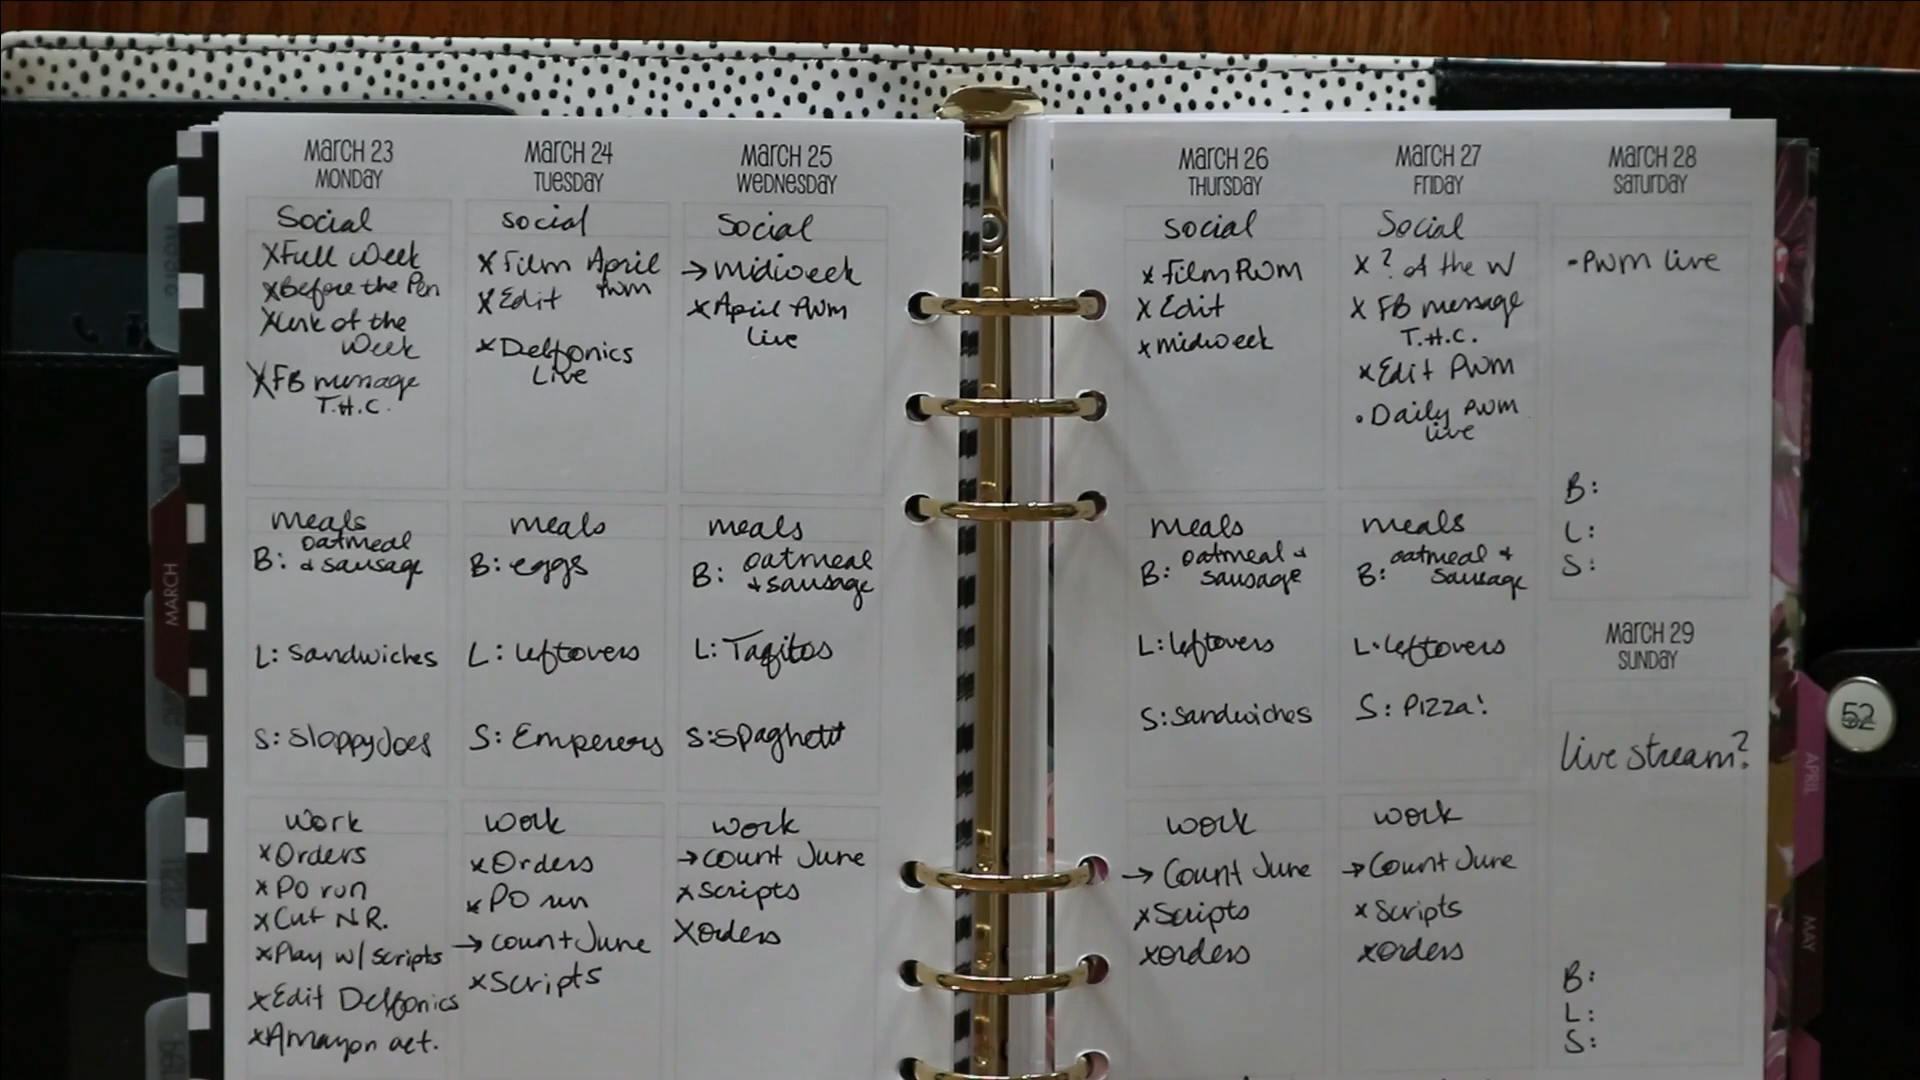 March 23
Monday
Social
X Full Week
X Before the Pen
X Link of the
Week
X FB message
T.H.C.
meals
B: oatmeal
& sausage
L: Sandwiches
S: Sloppy Joes
Work
X Orders
X PO run
X Cut N.R.
X Play w/ scripts
X Edit Delfonics
X Amazon act.
March 24
Tuesday
social
X Film April
PWM
X Edit
X Delfonics
Live
meals
B: eggs
L: leftovers
S: Emperers
work
X Orders
X PO run
→ count June
X Scripts
March 25
Wednesday
Social
→ midweek
X April PWM
live
meals
B: oatmeal
& sausage
L: Taqitos
S: Spaghetti
work
→ count June
X Scripts
X orders
March 26
Thursday
social
X Film PWM
X Edit
X midweek
meals
B: oatmeal &
sausage
L: leftovers
S: Sandwiches
work
→ Count June
X Scripts
X orders
March 27
Friday
Social
X ? of the W
X FB message
T.H.C.
X Edit PWM
• Daily PWM
live
meals
B: oatmeal &
sausage
L: leftovers
S: Pizza!
work
→ Count June
X Scripts
X orders
March 28
Saturday
- PWM live
B:
L:
S:
March 29
Sunday
live stream?
B:
L:
S:
MARCH
APRIL
MAY
52